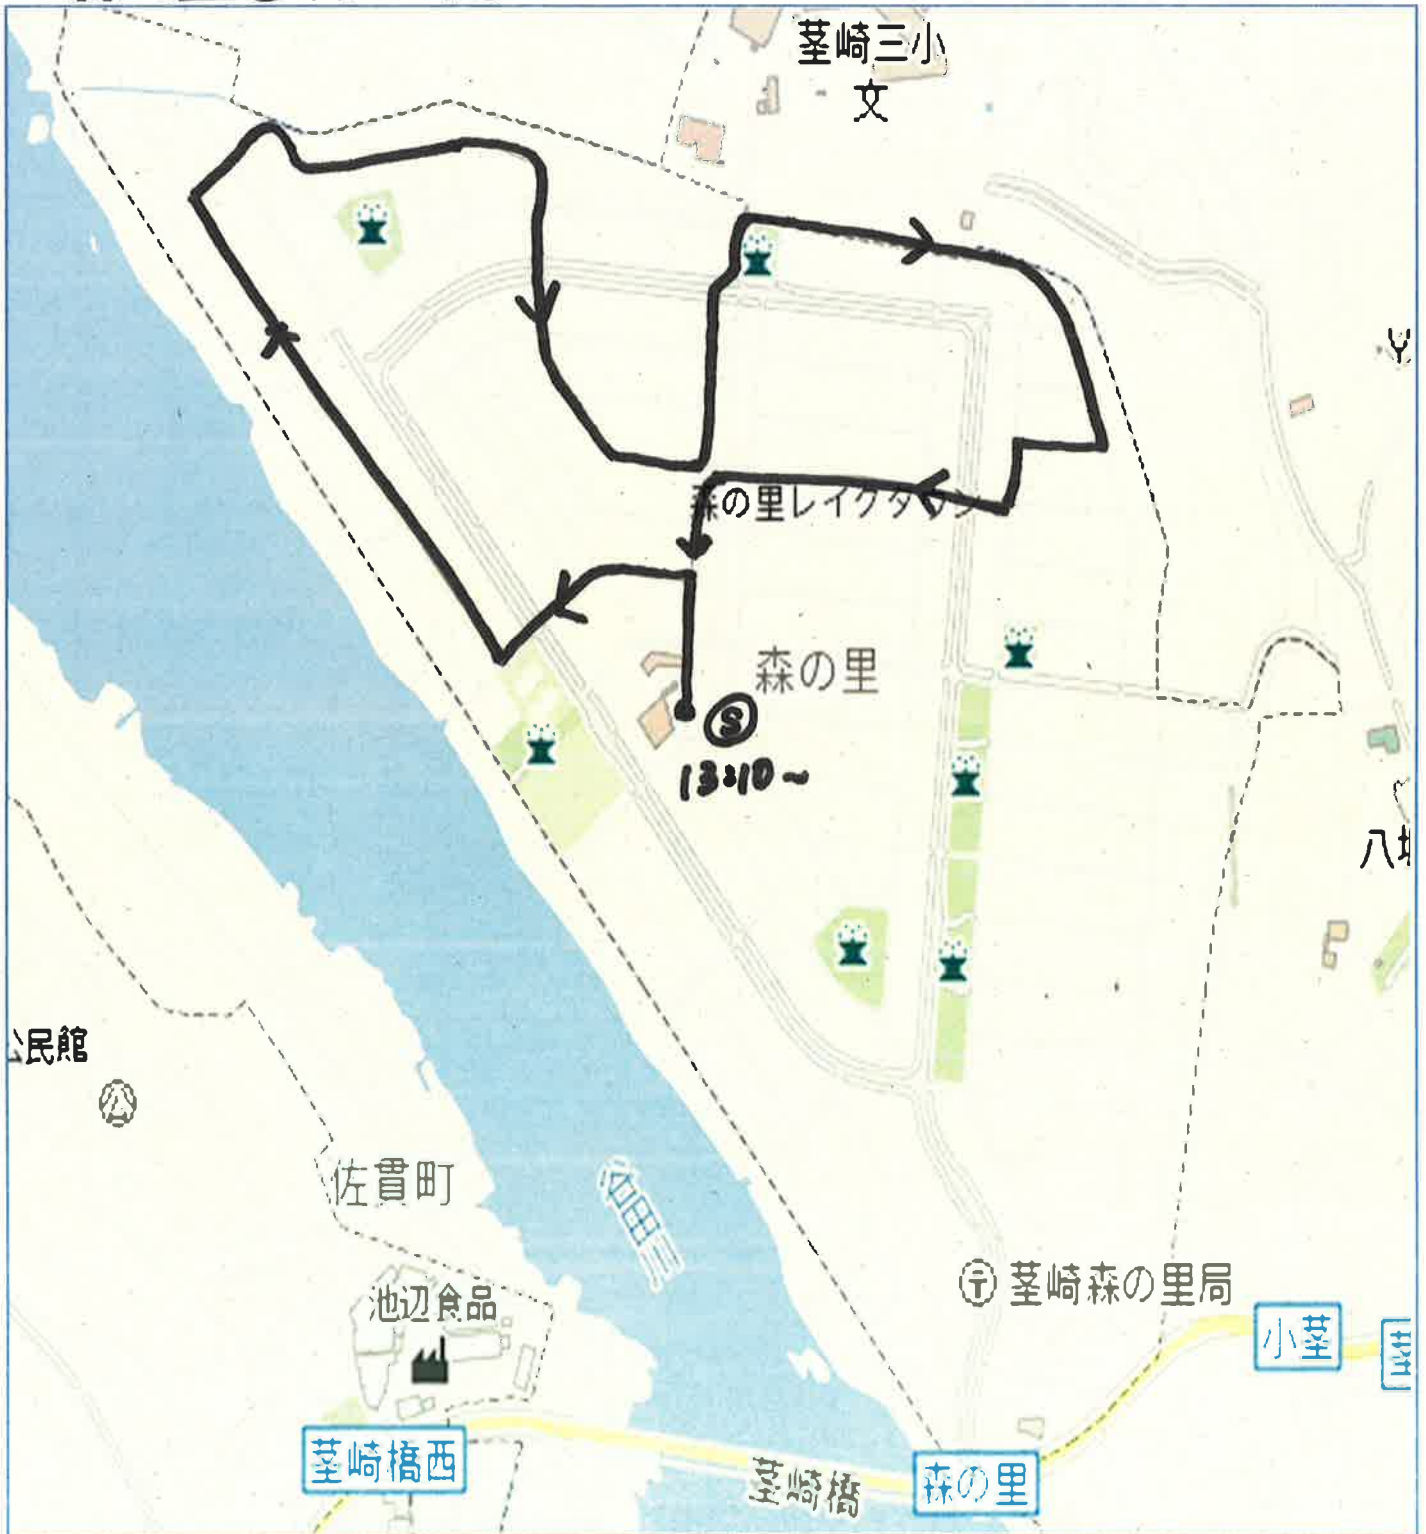 茎崎三小
文
森の里レイクタウン
森の里
S
13:10~
公民館
公
佐貫町
池辺食品
茎崎森の里局
小茎
茎崎橋西
茎崎橋
森の里